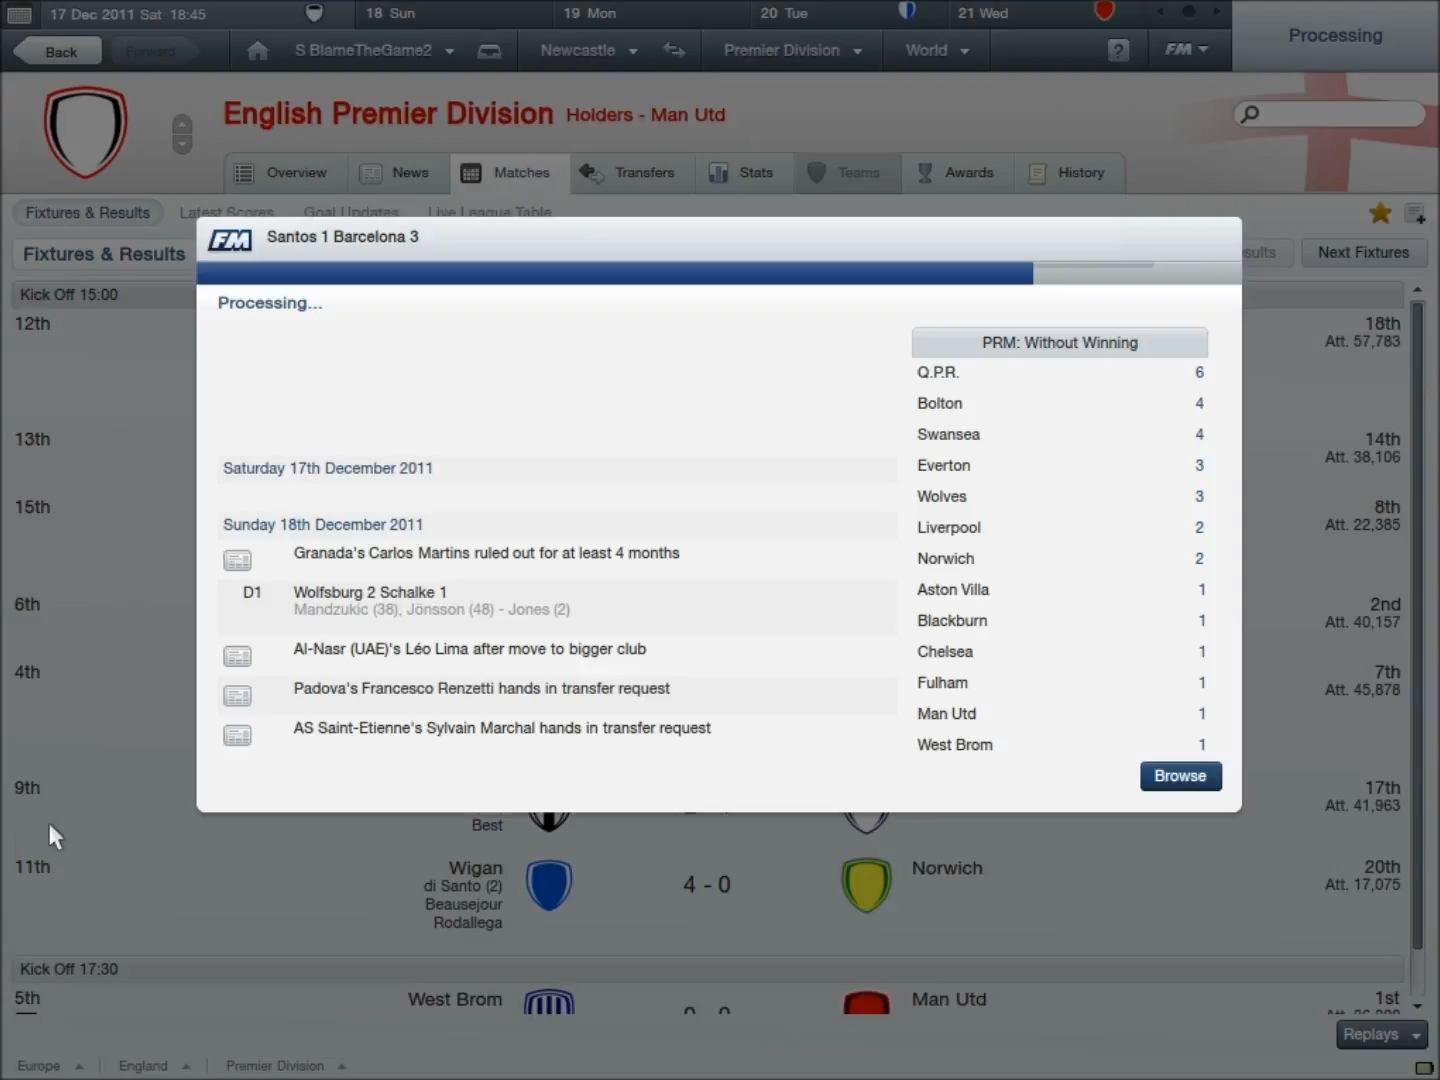 17 Dec 2011 Sat 18:45
18 Sun
19 Mon
20 Tue
21 Wed
Processing
Back
Forward
S BlameTheGame2
Newcastle
Premier Division
World
?
FM
English Premier Division
Holders - Man Utd
Overview
News
Matches
Transfers
Stats
Teams
Awards
History
Fixtures & Results
Latest Scores
Goal Updates
Live League Table
Fixtures & Results
Next Fixtures
FM
Santos 1 Barcelona 3
Processing...
Kick Off 15:00
12th
18th
Att. 57,783
13th
14th
Att. 38,106
15th
8th
Att. 22,385
6th
2nd
Att. 40,157
4th
7th
Att. 45,878
9th
17th
Att. 41,963
Saturday 17th December 2011
Sunday 18th December 2011
Granada's Carlos Martins ruled out for at least 4 months
D1
Wolfsburg 2 Schalke 1
Mandzukic (38), Jönsson (48) - Jones (2)
Al-Nasr (UAE)'s Léo Lima after move to bigger club
Padova's Francesco Renzetti hands in transfer request
AS Saint-Etienne's Sylvain Marchal hands in transfer request
PRM: Without Winning
Q.P.R. 6
Bolton 4
Swansea 4
Everton 3
Wolves 3
Liverpool 2
Norwich 2
Aston Villa 1
Blackburn 1
Chelsea 1
Fulham 1
Man Utd 1
West Brom 1
Browse
Best
11th
Wigan
di Santo (2)
Beausejour
Rodallega
4 - 0
Norwich
20th
Att. 17,075
Kick Off 17:30
5th
West Brom
Man Utd
1st
Replays
Europe
England
Premier Division